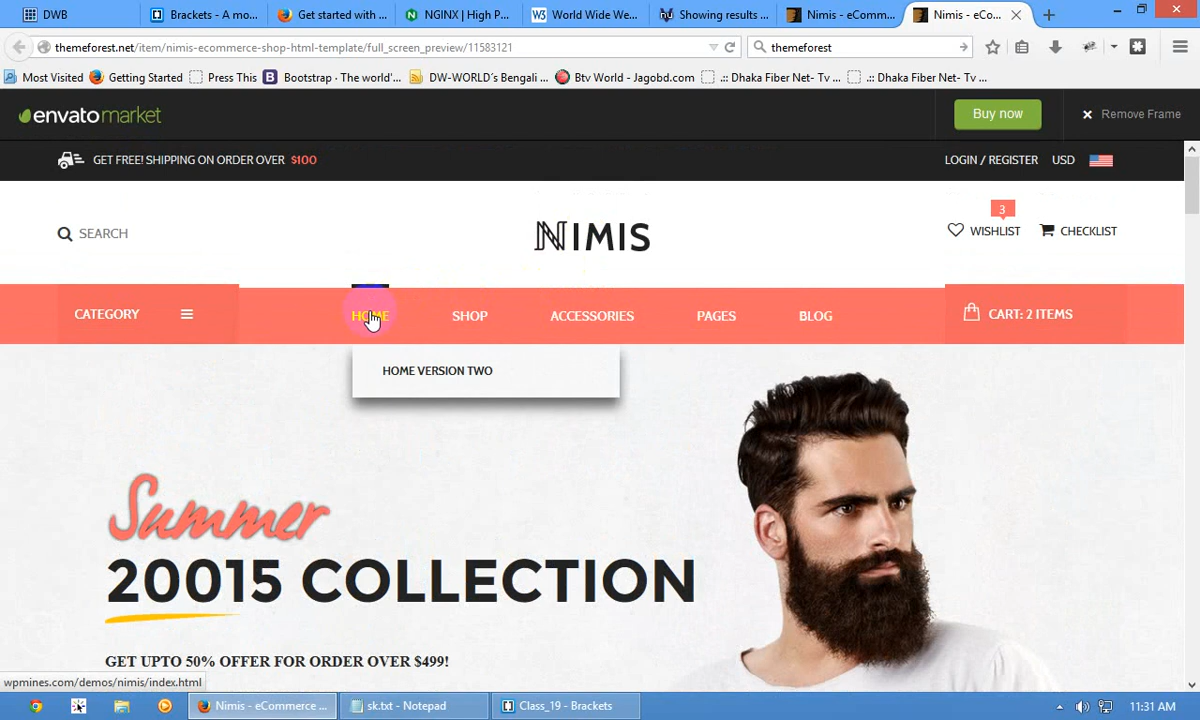 DWB
Brackets - A mo...
Get started with ...
NGINX | High P...
World Wide We...
Showing results ...
Nimis - eComm...
Nimis - eCo...
themeforest.net/item/nimis-ecommerce-shop-html-template/full_screen_preview/11583121
themeforest
Most Visited
Getting Started
Press This
Bootstrap · The world'...
DW-WORLD´s Bengali ...
Btv World - Jagobd.com
.:: Dhaka Fiber Net- Tv ...
.:: Dhaka Fiber Net- Tv ...
envatomarket
Buy now
Remove Frame
GET FREE! SHIPPING ON ORDER OVER $100
LOGIN / REGISTER
USD
SEARCH
NIMIS
3
WISHLIST
CHECKLIST
CATEGORY
HOME
SHOP
ACCESSORIES
PAGES
BLOG
CART: 2 ITEMS
HOME VERSION TWO
Summer
20015 COLLECTION
GET UPTO 50% OFFER FOR ORDER OVER $499!
wpmines.com/demos/nimis/index.html
Nimis - eCommerce ...
sk.txt - Notepad
Class_19 - Brackets
11:31 AM